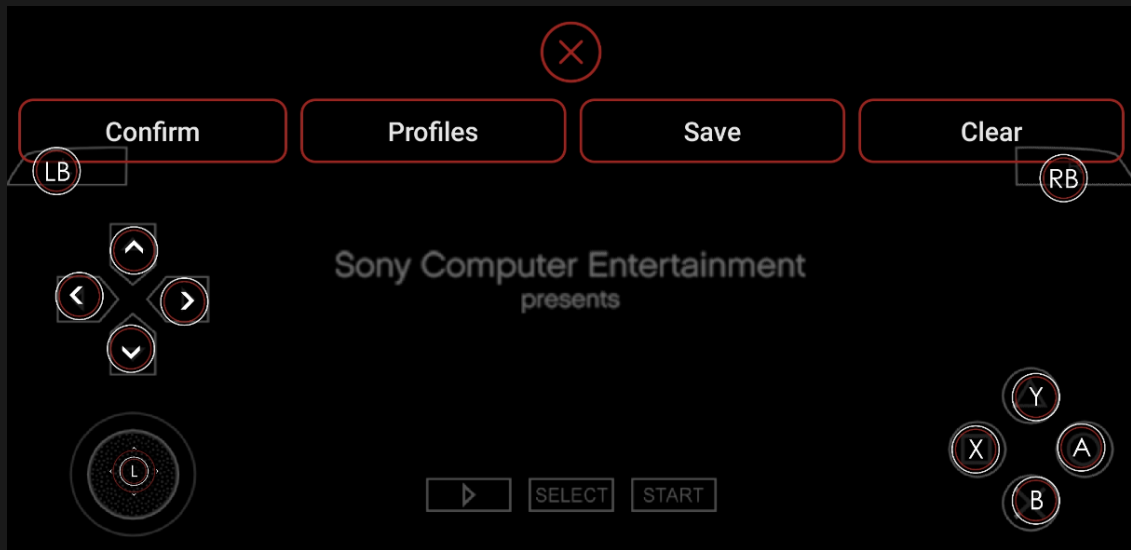 Confirm Profiles Save Clear
LB RB
Sony Computer Entertainment
presents
Y
X A
L
B
SELECT START